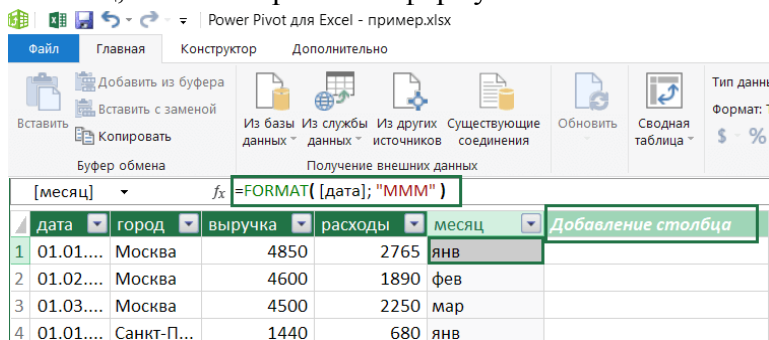 Power Pivot для Excel - пример.xlsx
Файл Главная Конструктор Дополнительно
Вставить
Добавить из буфера
Вставить с заменой
Копировать
Из базы данных
Из службы данных
Из других источников
Существующие соединения
Обновить
Сводная таблица
Тип данны
Формат: Т
$ %
Буфер обмена
Получение внешних данных
[месяц] fx =FORMAT( [дата]; "МММ" )
дата город выручка расходы месяц Добавление столбца
1 01.01.... Москва 4850 2765 янв
2 01.02.... Москва 4600 1890 фев
3 01.03.... Москва 4500 2250 мар
4 01.01.... Санкт-П... 1440 680 янв